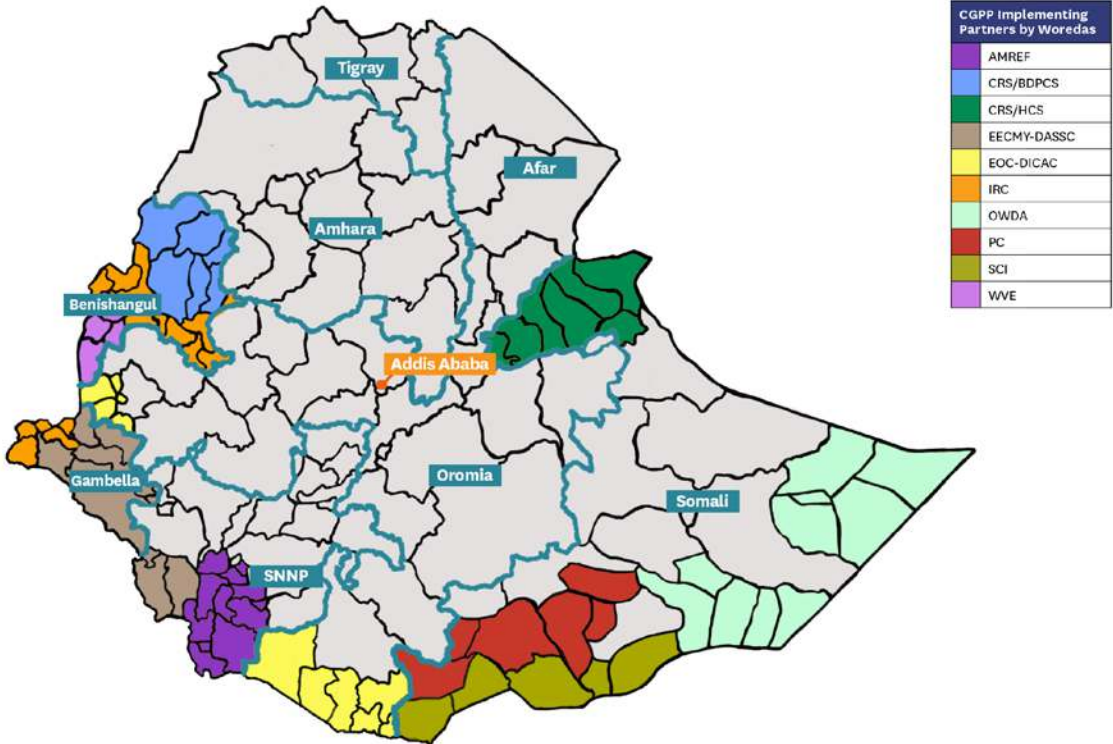 CGPP Implementing
Partners by Woredas
AMREF
CRS/BDPCS
CRS/HCS
EECMY-DASSC
EOC-DICAC
IRC
OWDA
PC
SCI
WVE
Tigray
Afar
Amhara
Benishangul
Addis Ababa
Oromia
Gambella
Somali
SNNP